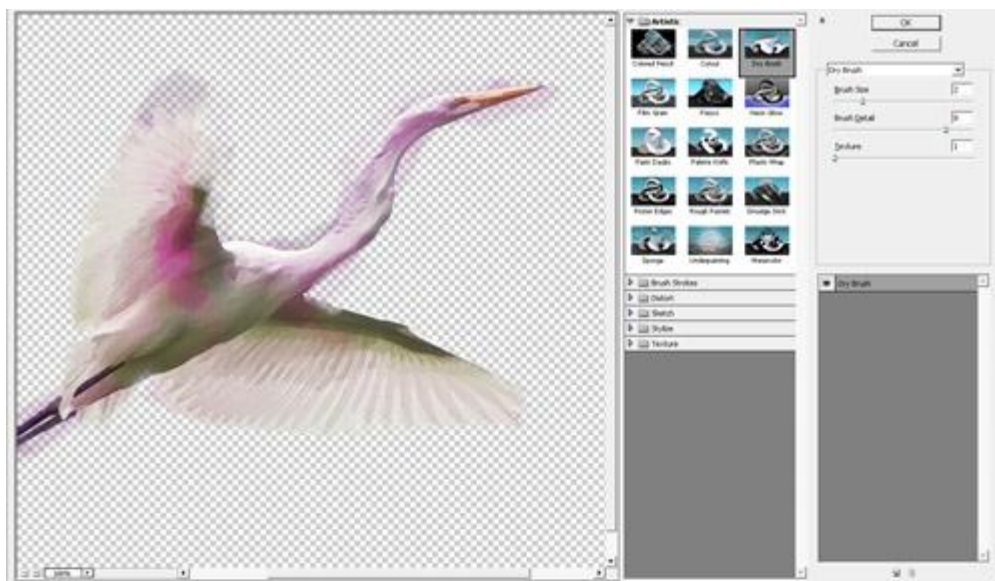 Artistic
Colored Pencil
Cutout
Dry Brush
Film Grain
Fresco
Neon Glow
Paint Daubs
Palette Knife
Plastic Wrap
Poster Edges
Rough Pastels
Smudge Stick
Sponge
Underpainting
Watercolor
Brush Strokes
Distort
Sketch
Stylize
Texture
OK
Cancel
Dry Brush
Brush Size 2
Brush Detail
Texture 1
Dry Brush